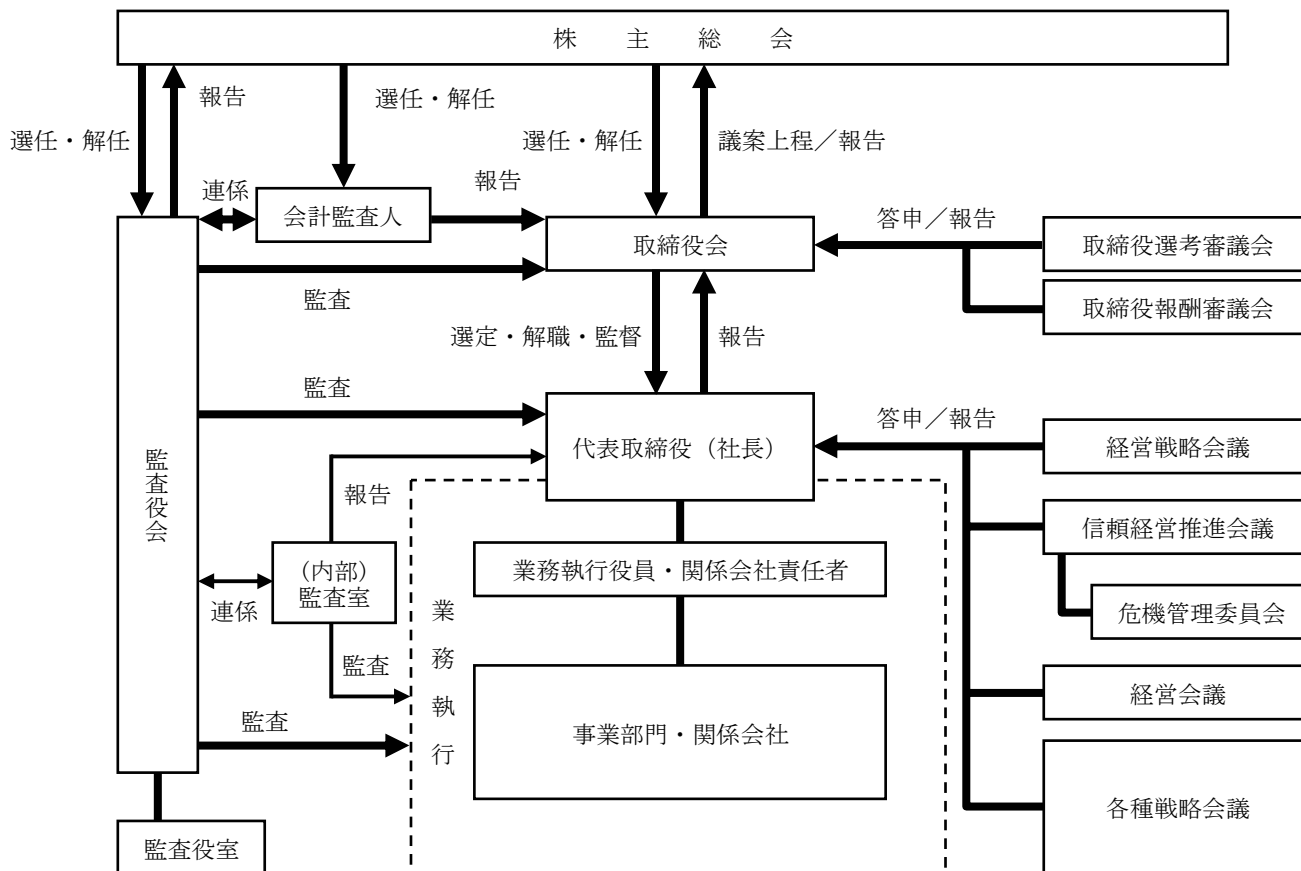 株主総会
報告
選任・解任
選任・解任
選任・解任
議案上程／報告
連係
会計監査人
報告
取締役会
答申／報告
取締役選考審議会
取締役報酬審議会
監査
選定・解職・監督
報告
監査
代表取締役（社長）
答申／報告
経営戦略会議
監査役会
報告
信頼経営推進会議
（内部）
監査室
業務執行役員・関係会社責任者
危機管理委員会
連係
業務執行
監査
経営会議
監査
事業部門・関係会社
各種戦略会議
監査役室